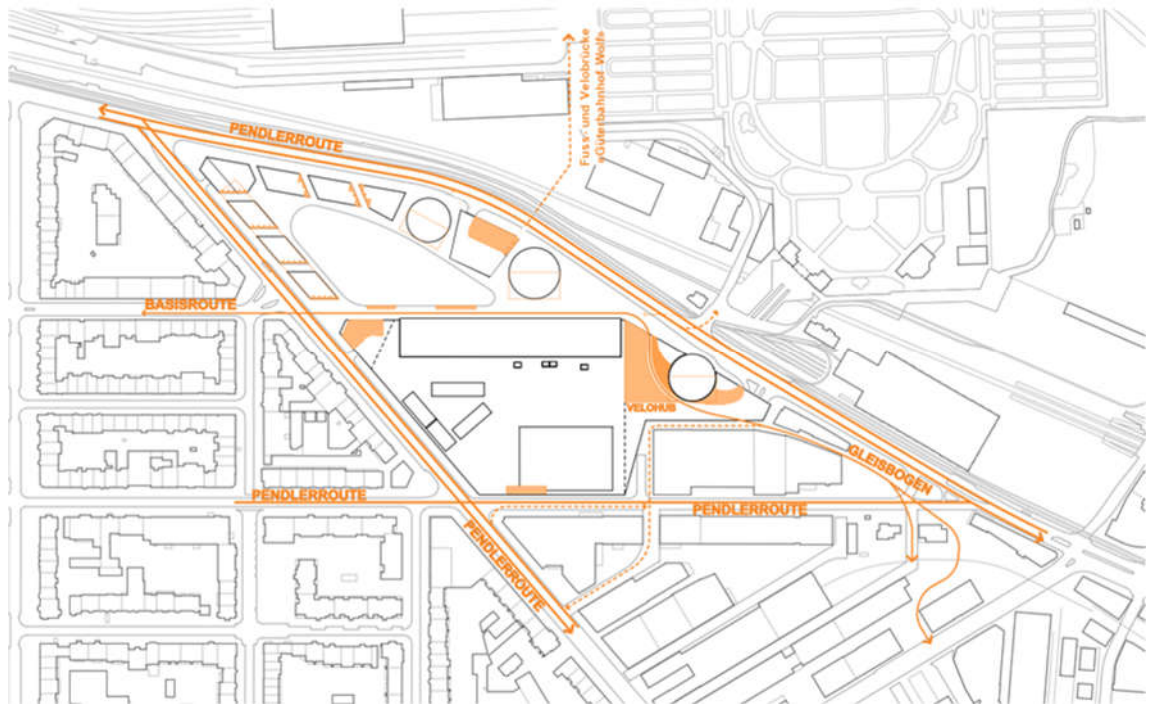 Fuss- und Velobrücke
«Güterbahnhof Wolf»
PENDLERROUTE
BASISROUTE
VELOHUB
GLEISBOGEN
PENDLERROUTE
PENDLERROUTE
PENDLERROUTE